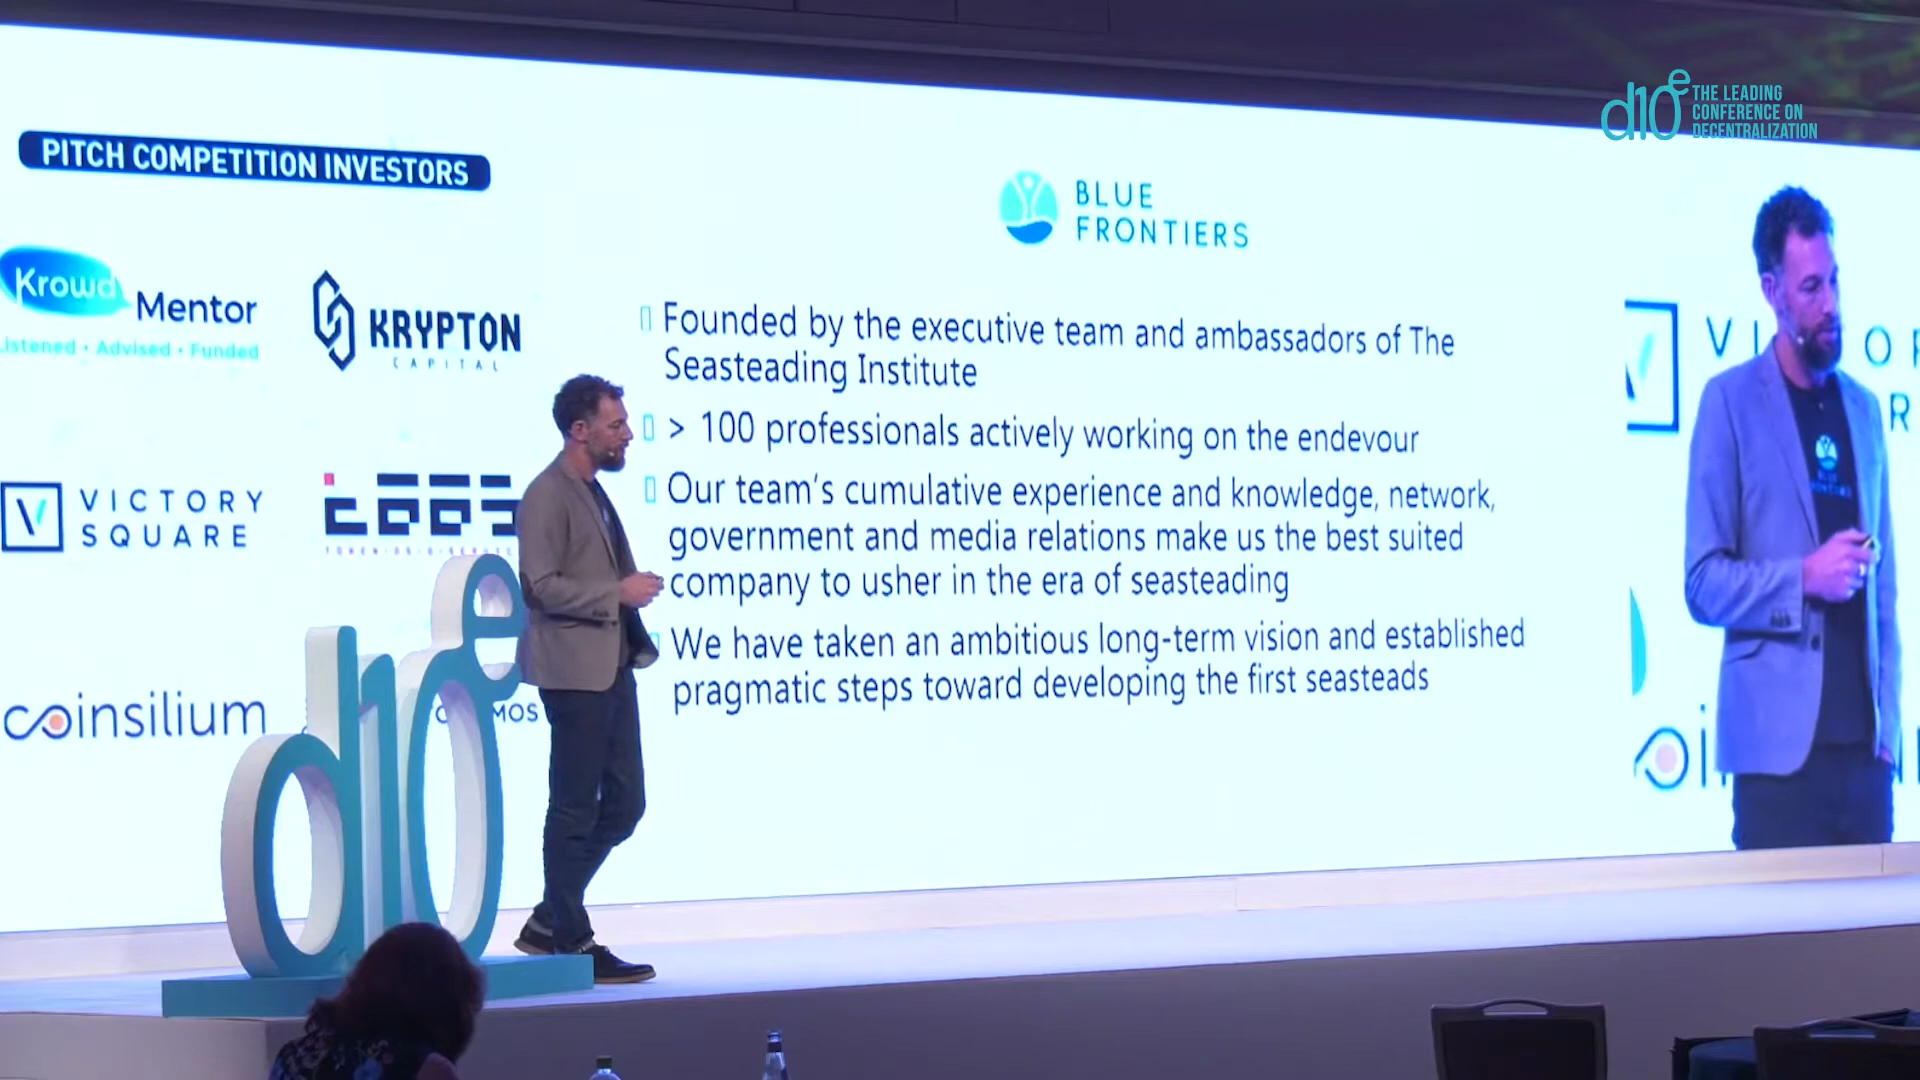 d10e THE LEADING
CONFERENCE ON
DECENTRALIZATION
PITCH COMPETITION INVESTORS
Krowd
Mentor
Listened • Advised • Funded
KRYPTON
CAPITAL
VICTORY
SQUARE
coinsilium
MOS
d10e
BLUE
FRONTIERS
Founded by the executive team and ambassadors of The
Seasteading Institute
> 100 professionals actively working on the endevour
Our team's cumulative experience and knowledge, network,
government and media relations make us the best suited
company to usher in the era of seasteading
We have taken an ambitious long-term vision and established
pragmatic steps toward developing the first seasteads